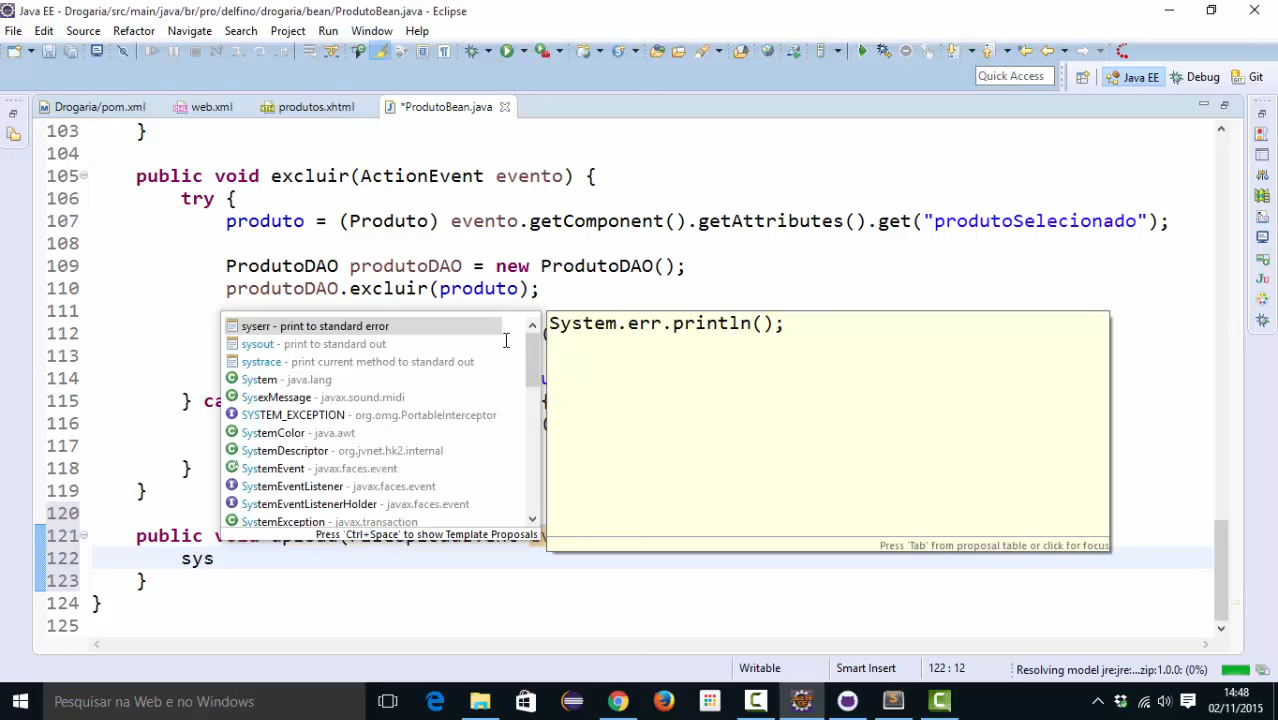 Java EE - Drogaria/src/main/java/br/pro/delfino/drogaria/bean/ProdutoBean.java - Eclipse
File Edit Source Refactor Navigate Search Project Run Window Help
Quick Access Java EE Debug Git
Drogaria/pom.xml web.xml produtos.xhtml *ProdutoBean.java
103 }
104
105 public void excluir(ActionEvent evento) {
106 try {
107 produto = (Produto) evento.getComponent().getAttributes().get("produtoSelecionado");
108
109 ProdutoDAO produtoDAO = new ProdutoDAO();
110 produtoDAO.excluir(produto);
111
112
113
114
115 } ca {
116
117
118 }
119 }
120
121 public
122 sys
123 }
124 }
125
syserr - print to standard error
sysout - print to standard out
systrace - print current method to standard out
System - java.lang
SysexMessage - javax.sound.midi
SYSTEM_EXCEPTION - org.omg.PortableInterceptor
SystemColor - java.awt
SystemDescriptor - org.jvnet.hk2.internal
SystemEvent - javax.faces.event
SystemEventListener - javax.faces.event
SystemEventListenerHolder - javax.faces.event
SystemException - javax.transaction
Press 'Ctrl+Space' to show Template Proposals
System.err.println();
Press 'Tab' from proposal table or click for focus
Writable Smart Insert 122 : 12 Resolving model jrejre:...zip:1.0.0: (0%)
Pesquisar na Web e no Windows
14:48
02/11/2015